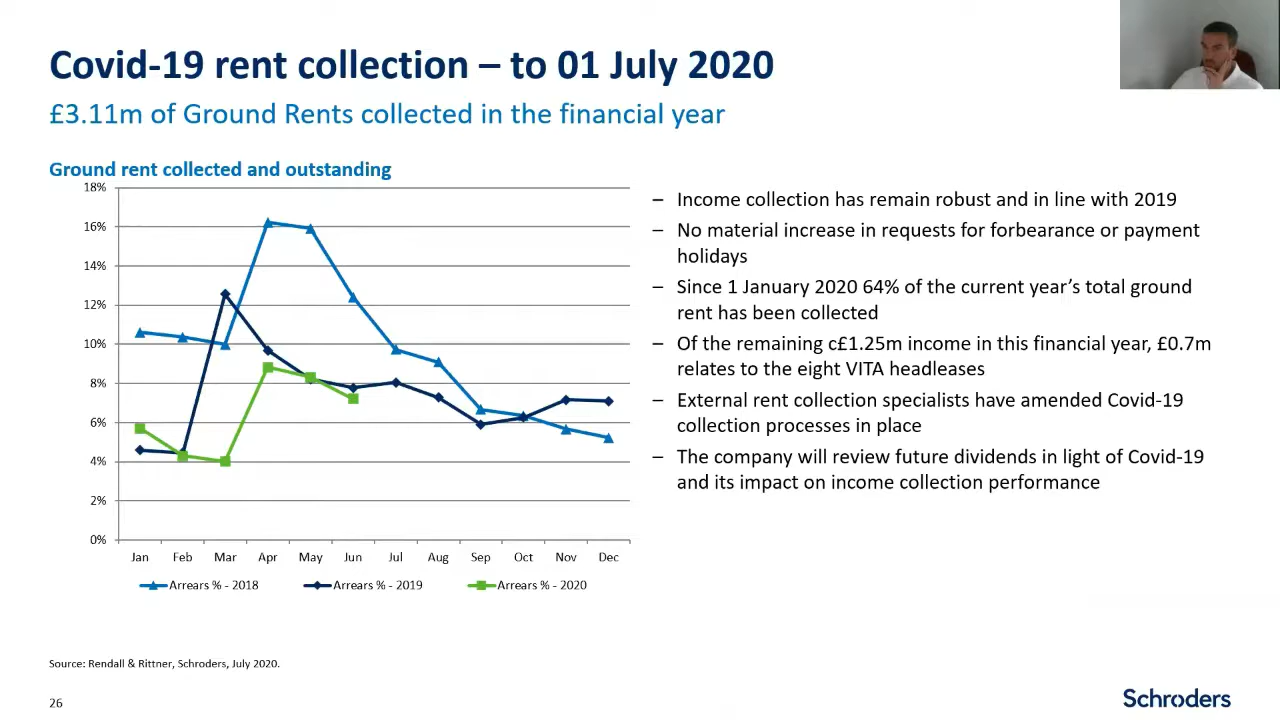 Covid-19 rent collection – to 01 July 2020
£3.11m of Ground Rents collected in the financial year
Ground rent collected and outstanding
18%
16%
14%
12%
10%
8%
6%
4%
2%
0%
Jan Feb Mar Apr May Jun Jul Aug Sep Oct Nov Dec
Arrears % - 2018 Arrears % - 2019 Arrears % - 2020
– Income collection has remain robust and in line with 2019
– No material increase in requests for forbearance or payment
holidays
– Since 1 January 2020 64% of the current year’s total ground
rent has been collected
– Of the remaining c£1.25m income in this financial year, £0.7m
relates to the eight VITA headleases
– External rent collection specialists have amended Covid-19
collection processes in place
– The company will review future dividends in light of Covid-19
and its impact on income collection performance
Source: Rendall & Rittner, Schroders, July 2020.
26
Schroders